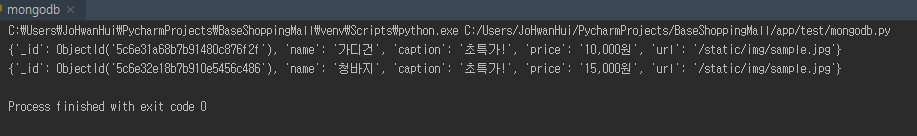 mongodb
C:\Users\JoHwanHui\PycharmProjects\BaseShoppingMall\venv\Scripts\python.exe C:/Users/JoHwanHui/PycharmProjects/BaseShoppingMall/app/test/mongodb.py
{'_id': ObjectId('5c6e31a68b7b91480c876f2f'), 'name': '가디건', 'caption': '초특가!', 'price': '10,000원', 'url': '/static/img/sample.jpg'}
{'_id': ObjectId('5c6e32e18b7b910e5456c486'), 'name': '청바지', 'caption': '초특가!', 'price': '15,000원', 'url': '/static/img/sample.jpg'}
Process finished with exit code 0